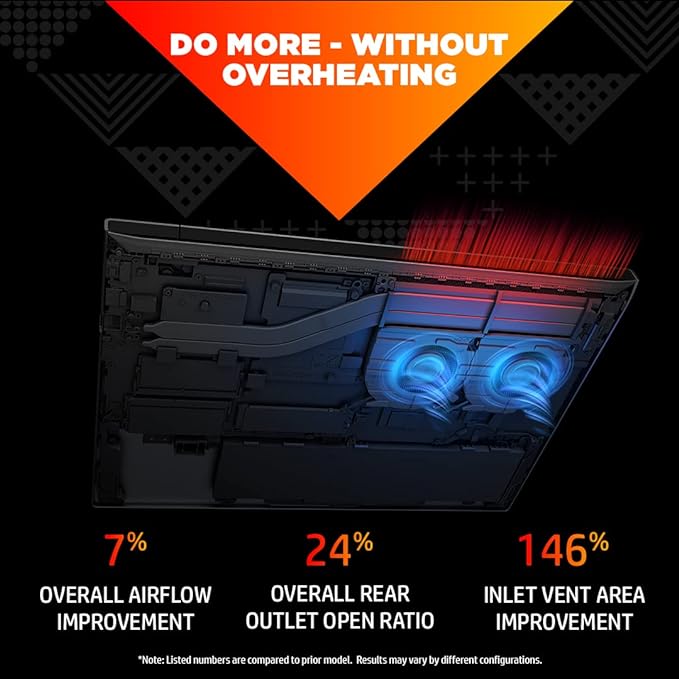 DO MORE - WITHOUT
OVERHEATING
7% 24% 146%
OVERALL AIRFLOW
IMPROVEMENT
OVERALL REAR
OUTLET OPEN RATIO
INLET VENT AREA
IMPROVEMENT
*Note: Listed numbers are compared to prior model. Results may vary by different configurations.